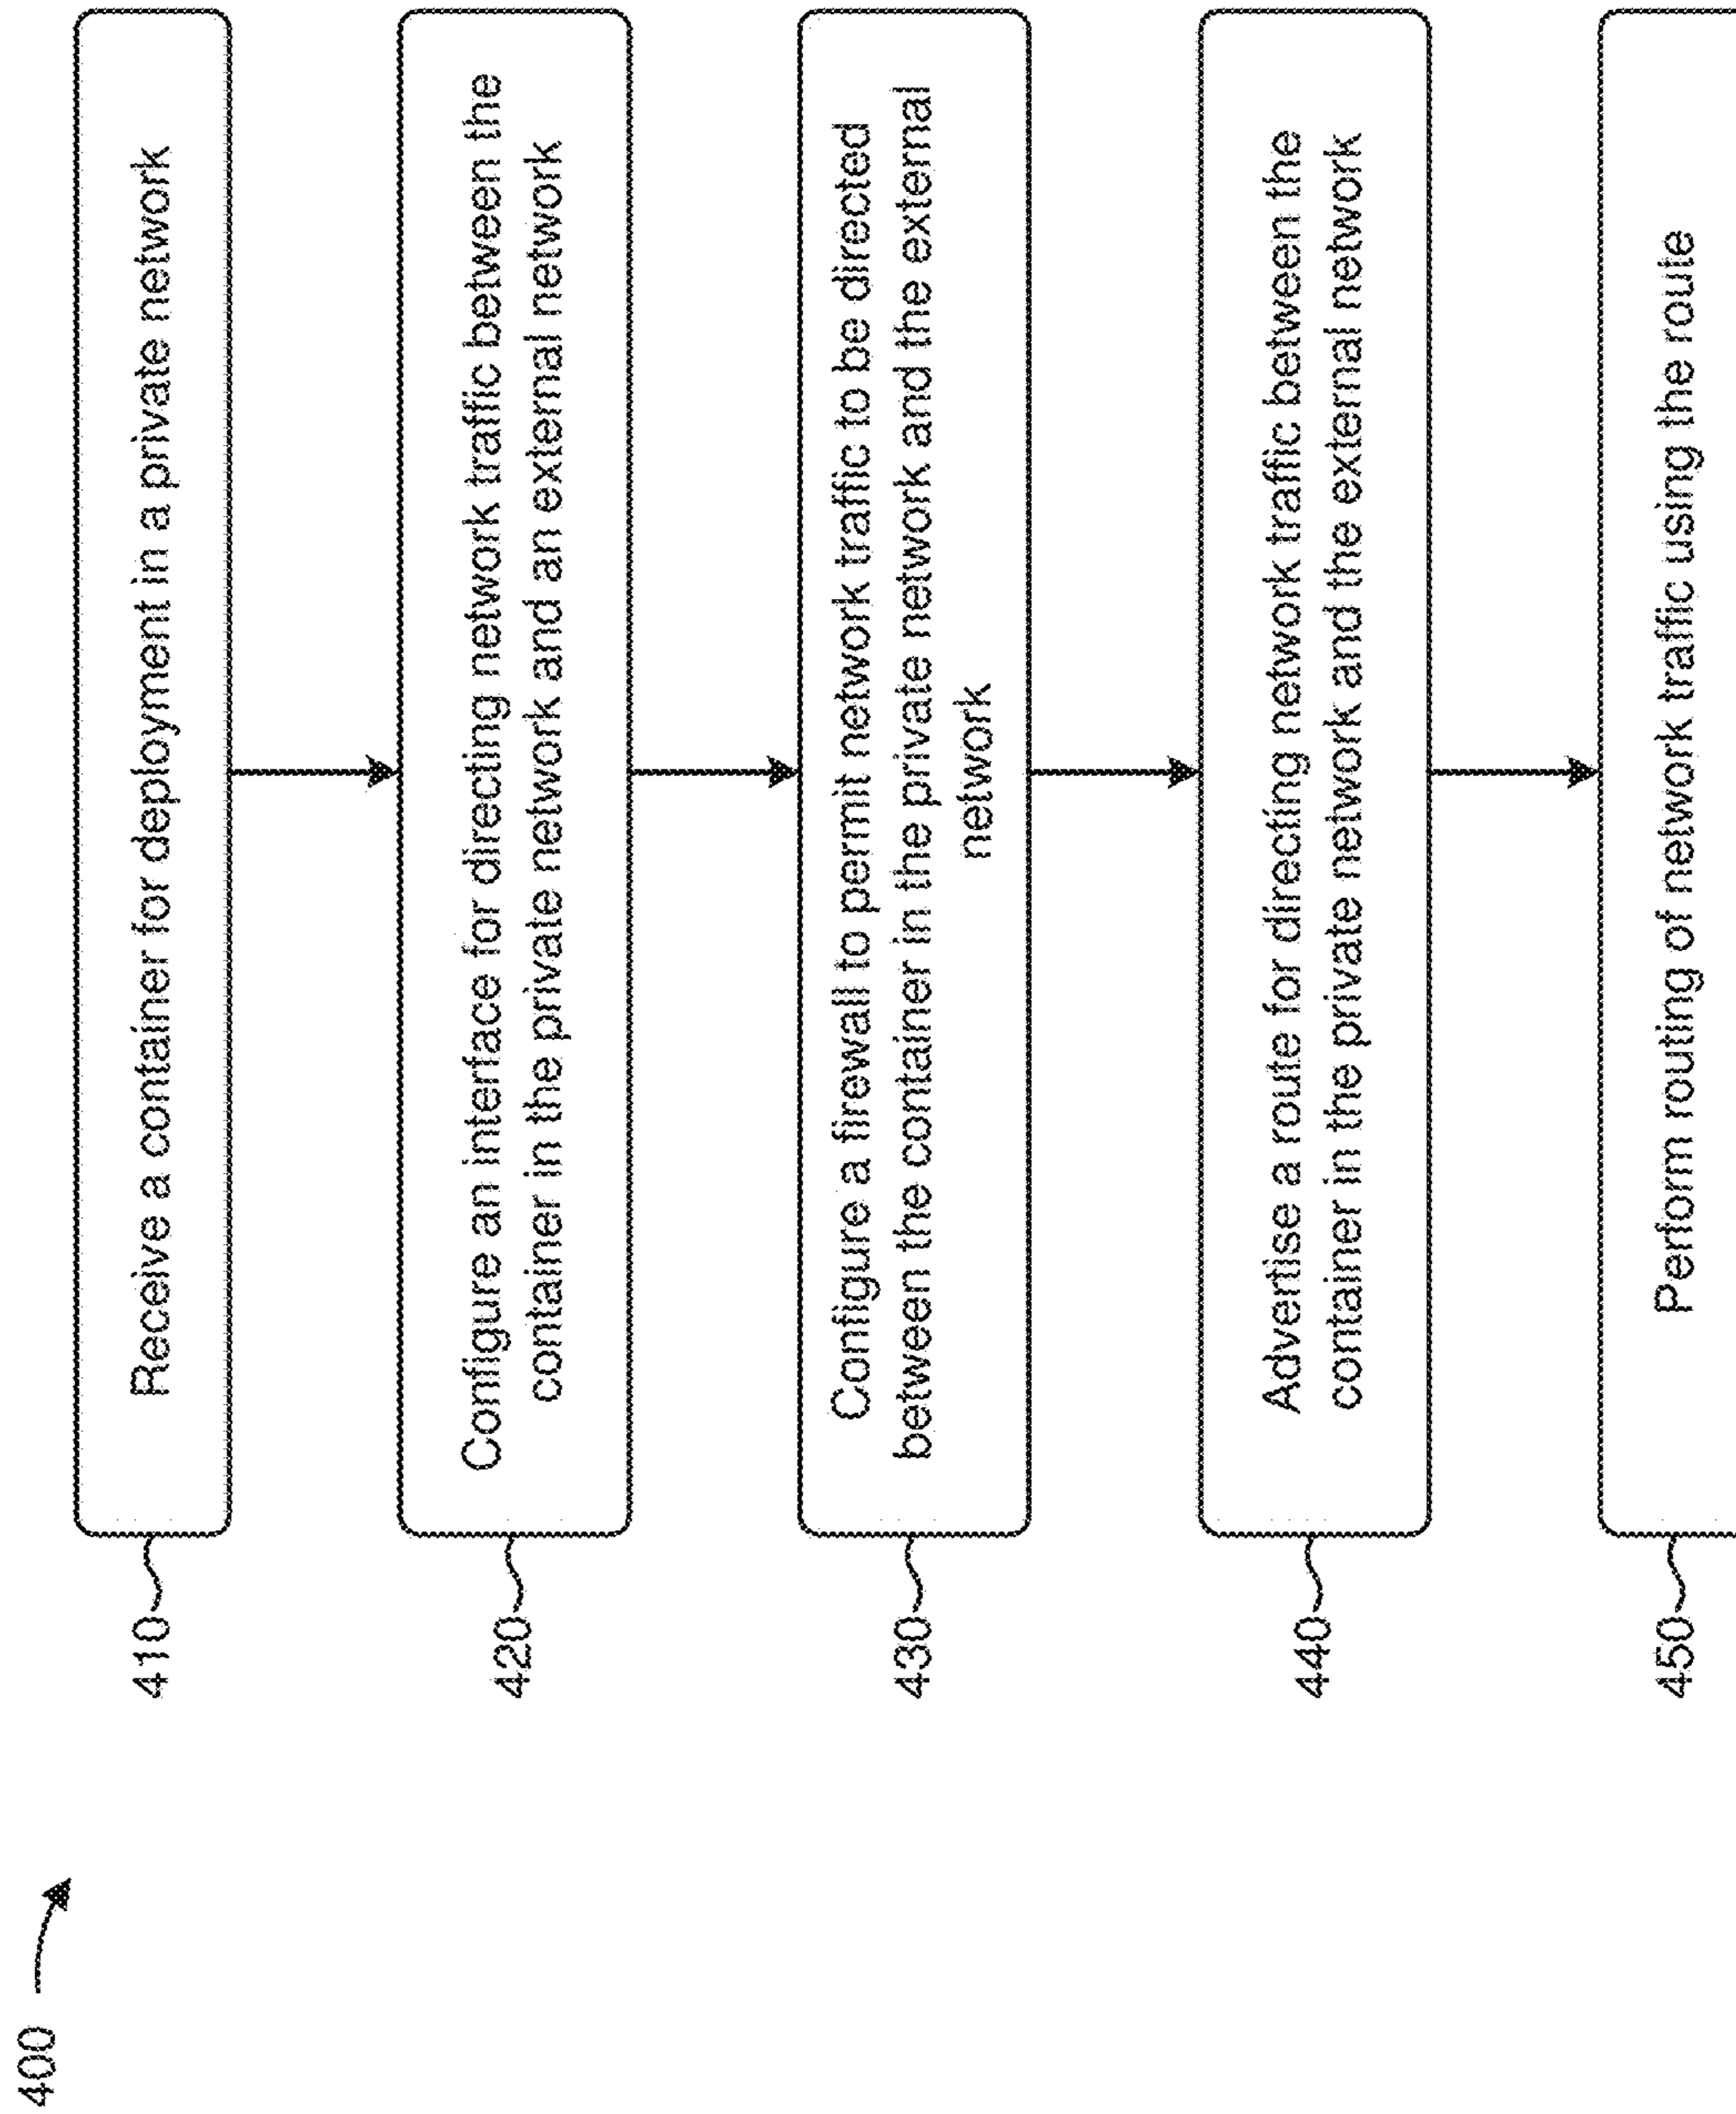 400
410
Receive a container for deployment in a private network
420
Configure an interface for directing network traffic between the
container in the private network and an external network
430
Configure a firewall to permit network traffic to be directed
between the container in the private network and the external
network
440
Advertise a route for directing network traffic between the
container in the private network and the external network
450
Perform routing of network traffic using the route